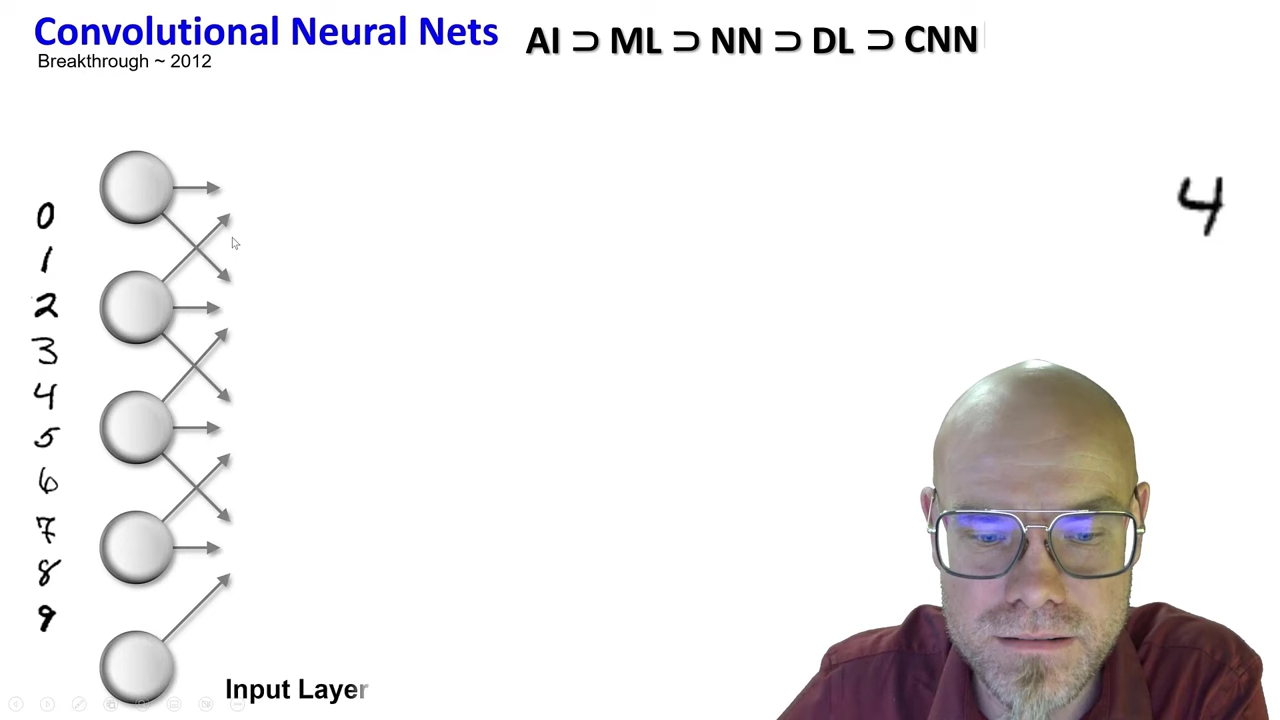 Convolutional Neural Nets
AI ⊃ ML ⊃ NN ⊃ DL ⊃ CNN
Breakthrough ~ 2012
0
1
2
3
4
5
6
7
8
9
4
Input Layer